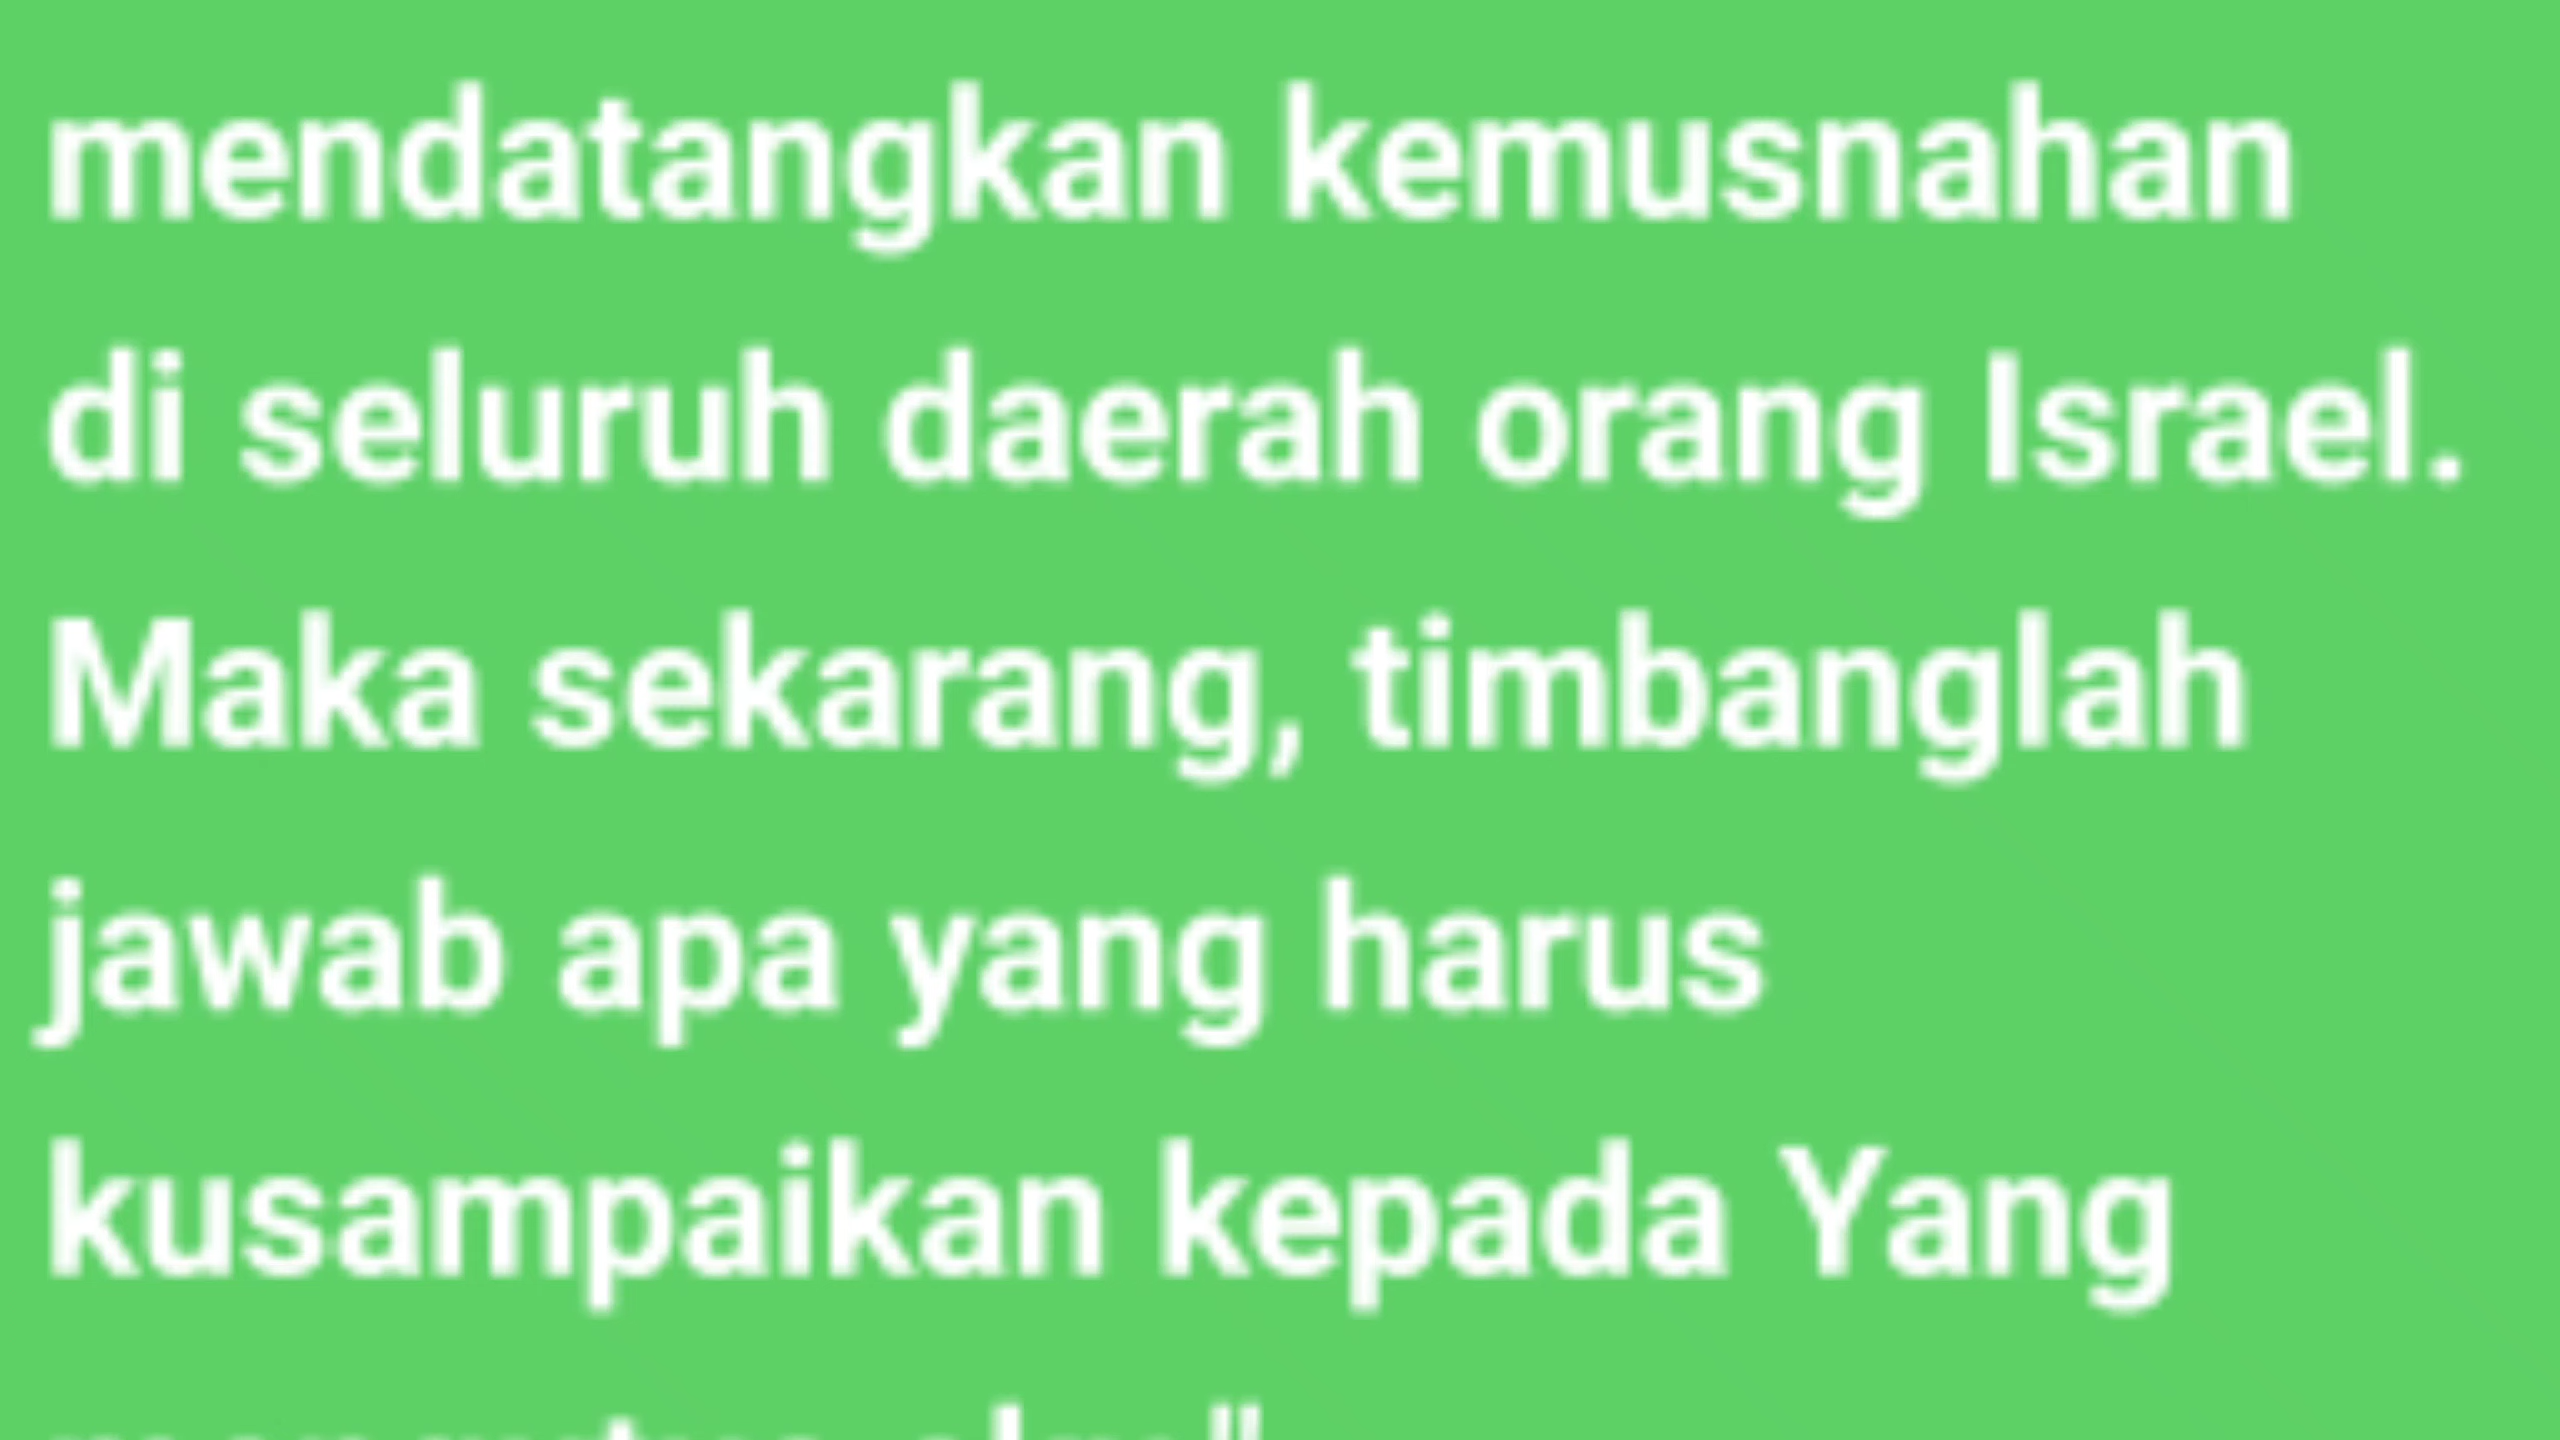 mendatangkan kemusnahan
di seluruh daerah orang Israel.
Maka sekarang, timbanglah
jawab apa yang harus
kusampaikan kepada Yang